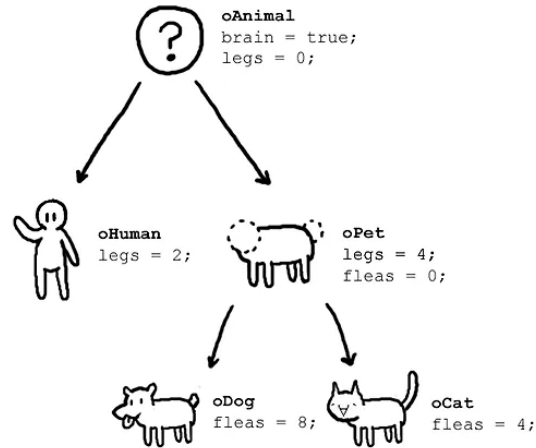 ?
oAnimal
brain = true;
legs = 0;
oHuman
legs = 2;
oPet
legs = 4;
fleas = 0;
oDog
fleas = 8;
oCat
fleas = 4;